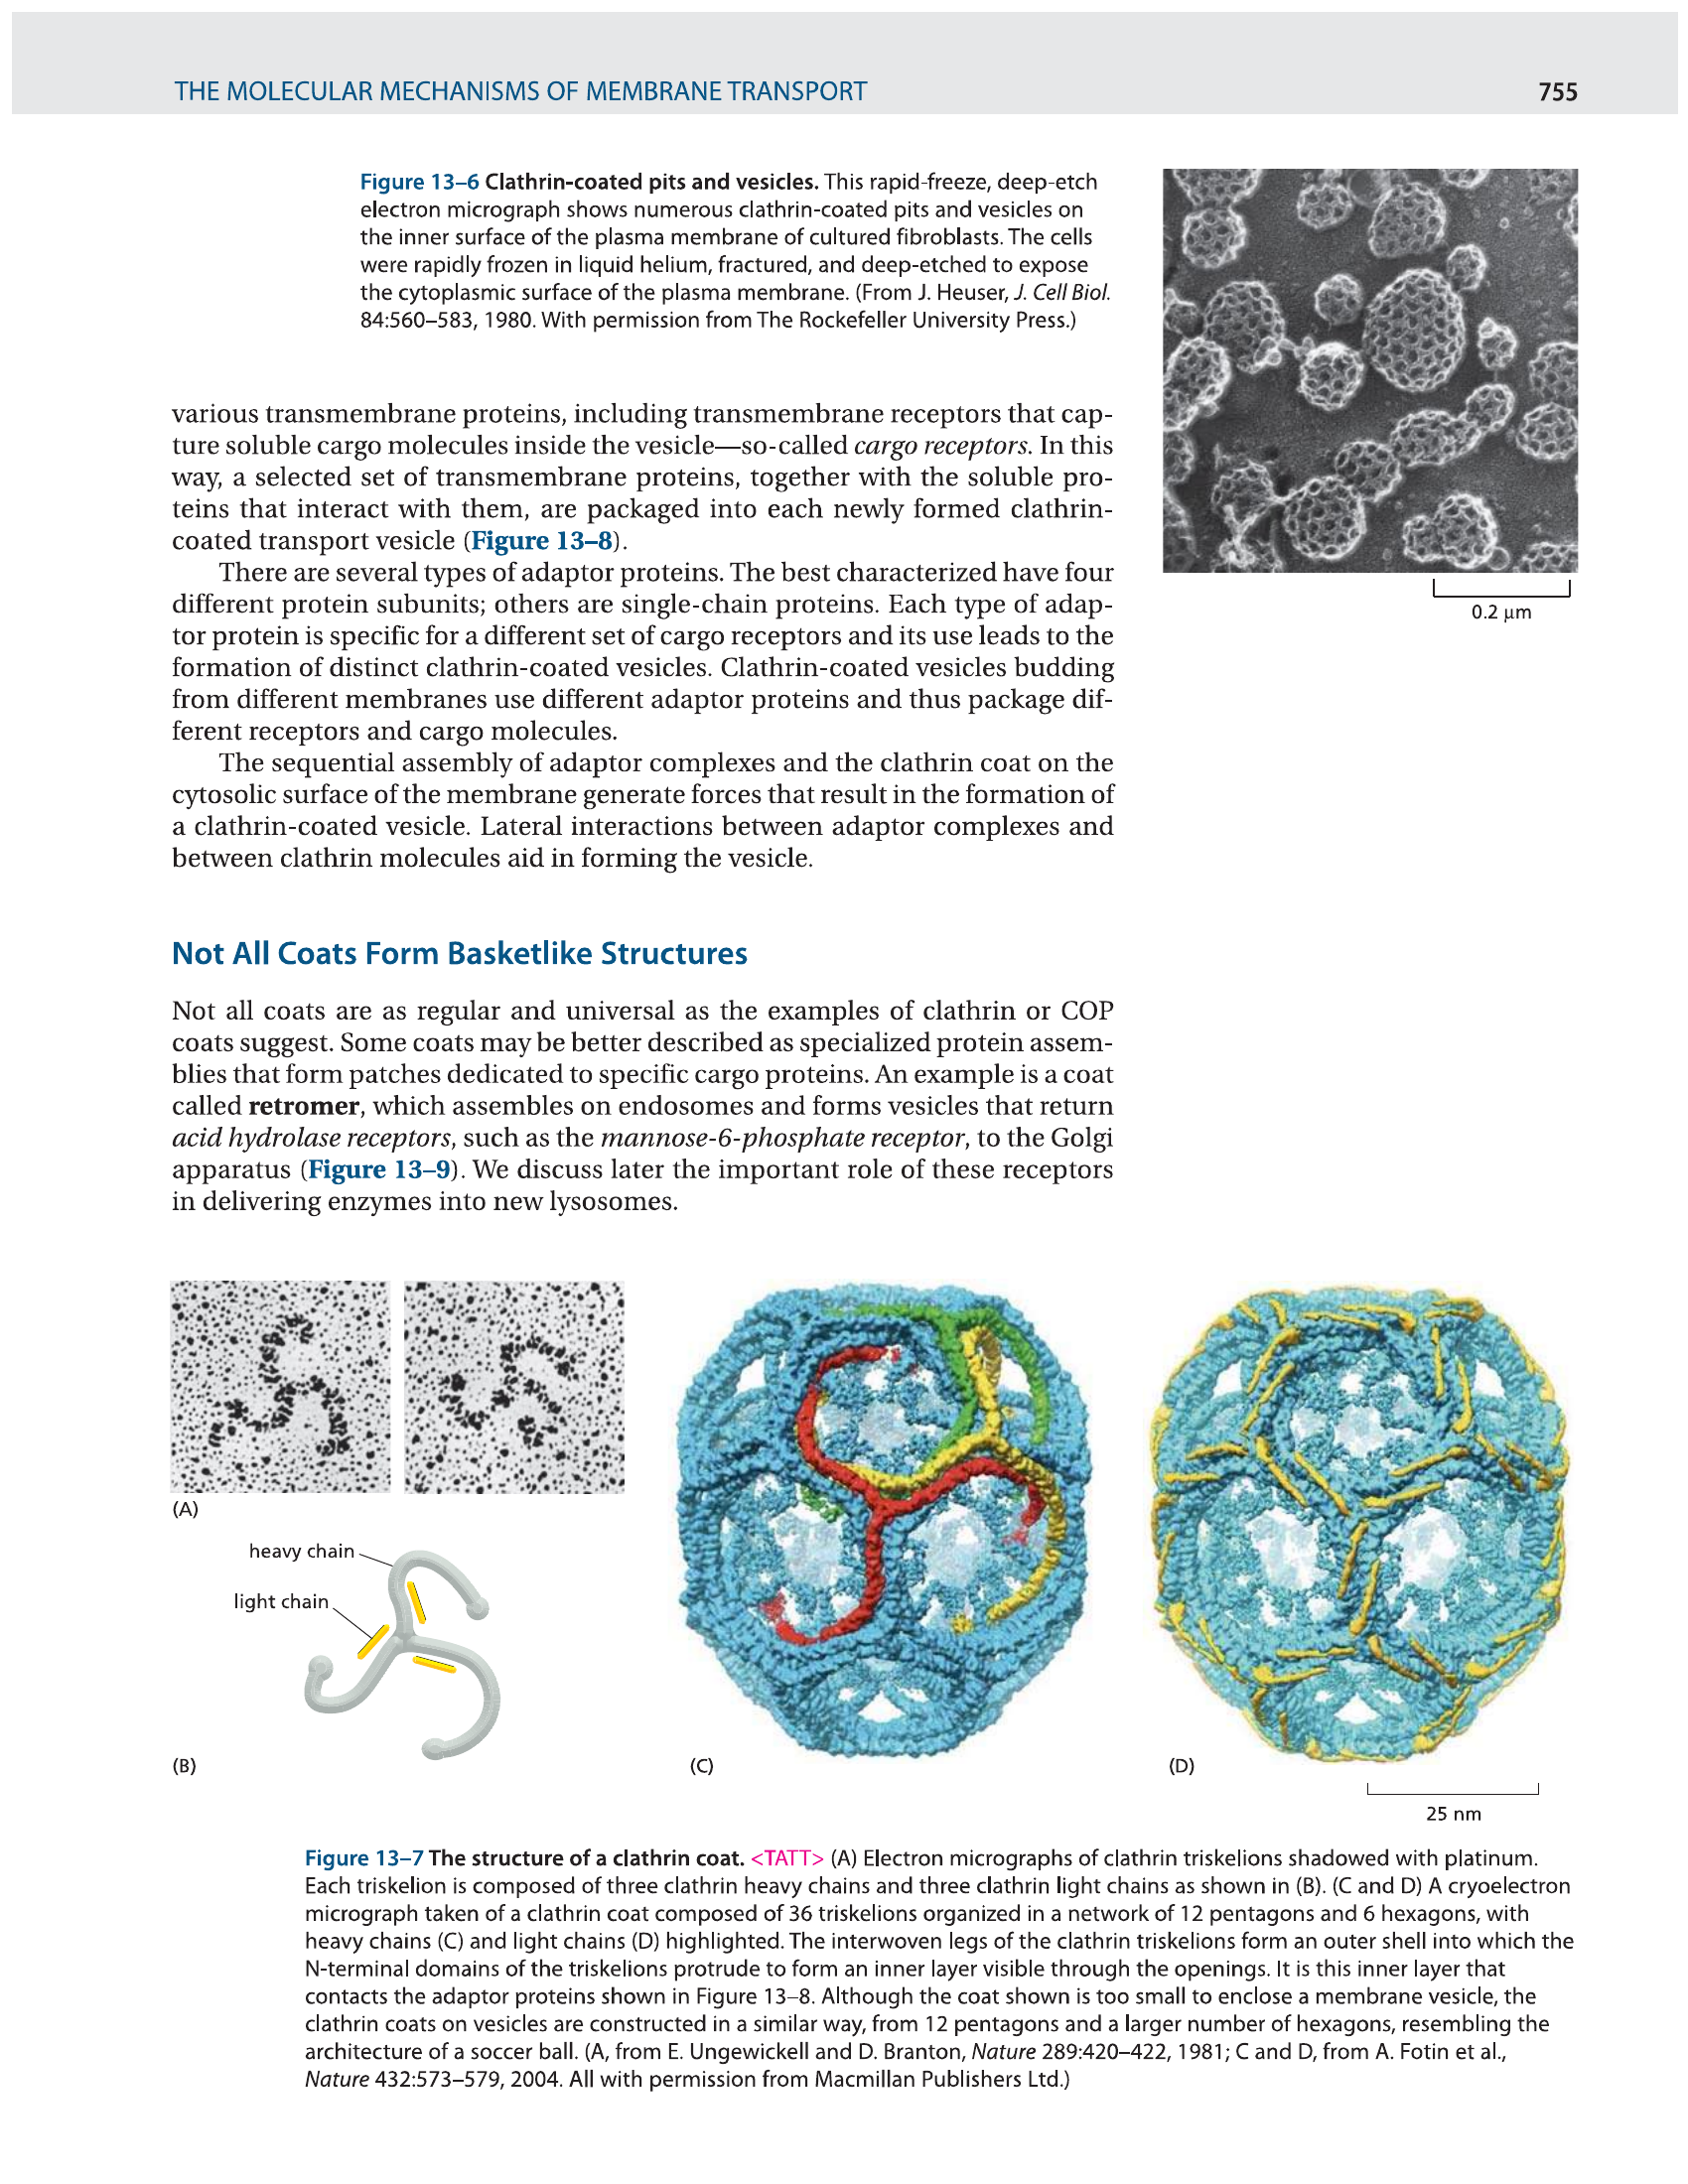 THE MOLECULAR MECHANISMS OF MEMBRANE TRANSPORT
755
Figure 13–6 Clathrin-coated pits and vesicles. This rapid-freeze, deep-etch
electron micrograph shows numerous clathrin-coated pits and vesicles on
the inner surface of the plasma membrane of cultured fibroblasts. The cells
were rapidly frozen in liquid helium, fractured, and deep-etched to expose
the cytoplasmic surface of the plasma membrane. (From J. Heuser, J. Cell Biol.
84:560–583, 1980. With permission from The Rockefeller University Press.)
0.2 μm
various transmembrane proteins, including transmembrane receptors that cap-
ture soluble cargo molecules inside the vesicle—so-called cargo receptors. In this
way, a selected set of transmembrane proteins, together with the soluble pro-
teins that interact with them, are packaged into each newly formed clathrin-
coated transport vesicle (Figure 13–8).
There are several types of adaptor proteins. The best characterized have four
different protein subunits; others are single-chain proteins. Each type of adap-
tor protein is specific for a different set of cargo receptors and its use leads to the
formation of distinct clathrin-coated vesicles. Clathrin-coated vesicles budding
from different membranes use different adaptor proteins and thus package dif-
ferent receptors and cargo molecules.
The sequential assembly of adaptor complexes and the clathrin coat on the
cytosolic surface of the membrane generate forces that result in the formation of
a clathrin-coated vesicle. Lateral interactions between adaptor complexes and
between clathrin molecules aid in forming the vesicle.
Not All Coats Form Basketlike Structures
Not all coats are as regular and universal as the examples of clathrin or COP
coats suggest. Some coats may be better described as specialized protein assem-
blies that form patches dedicated to specific cargo proteins. An example is a coat
called retromer, which assembles on endosomes and forms vesicles that return
acid hydrolase receptors, such as the mannose-6-phosphate receptor, to the Golgi
apparatus (Figure 13–9). We discuss later the important role of these receptors
in delivering enzymes into new lysosomes.
(A)
heavy chain
light chain
(B)
(C)
(D)
25 nm
Figure 13–7 The structure of a clathrin coat. <TATT> (A) Electron micrographs of clathrin triskelions shadowed with platinum.
Each triskelion is composed of three clathrin heavy chains and three clathrin light chains as shown in (B). (C and D) A cryoelectron
micrograph taken of a clathrin coat composed of 36 triskelions organized in a network of 12 pentagons and 6 hexagons, with
heavy chains (C) and light chains (D) highlighted. The interwoven legs of the clathrin triskelions form an outer shell into which the
N-terminal domains of the triskelions protrude to form an inner layer visible through the openings. It is this inner layer that
contacts the adaptor proteins shown in Figure 13–8. Although the coat shown is too small to enclose a membrane vesicle, the
clathrin coats on vesicles are constructed in a similar way, from 12 pentagons and a larger number of hexagons, resembling the
architecture of a soccer ball. (A, from E. Ungewickell and D. Branton, Nature 289:420–422, 1981; C and D, from A. Fotin et al.,
Nature 432:573–579, 2004. All with permission from Macmillan Publishers Ltd.)